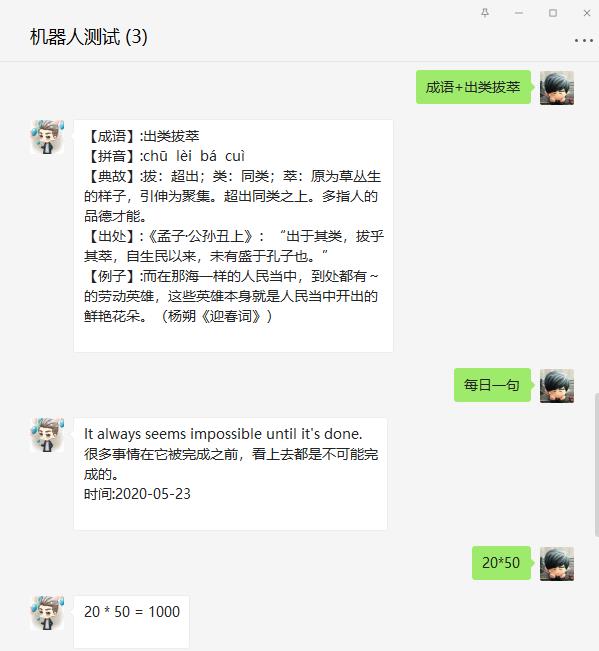 机器人测试 (3)
成语+出类拔萃
【成语】:出类拔萃
【拼音】:chū lèi bá cuì
【典故】:拔：超出；类：同类；萃：原为草丛生
的样子，引伸为聚集。超出同类之上。多指人的
品德才能。
【出处】:《孟子·公孙丑上》：“出于其类，拔乎
其萃，自生民以来，未有盛于孔子也。”
【例子】:而在那海一样的人民当中，到处都有～
的劳动英雄，这些英雄本身就是人民当中开出的
鲜艳花朵。（杨朔《迎春词》）
每日一句
It always seems impossible until it's done.
很多事情在它被完成之前，看上去都是不可能完
成的。
时间:2020-05-23
20*50
20 * 50 = 1000